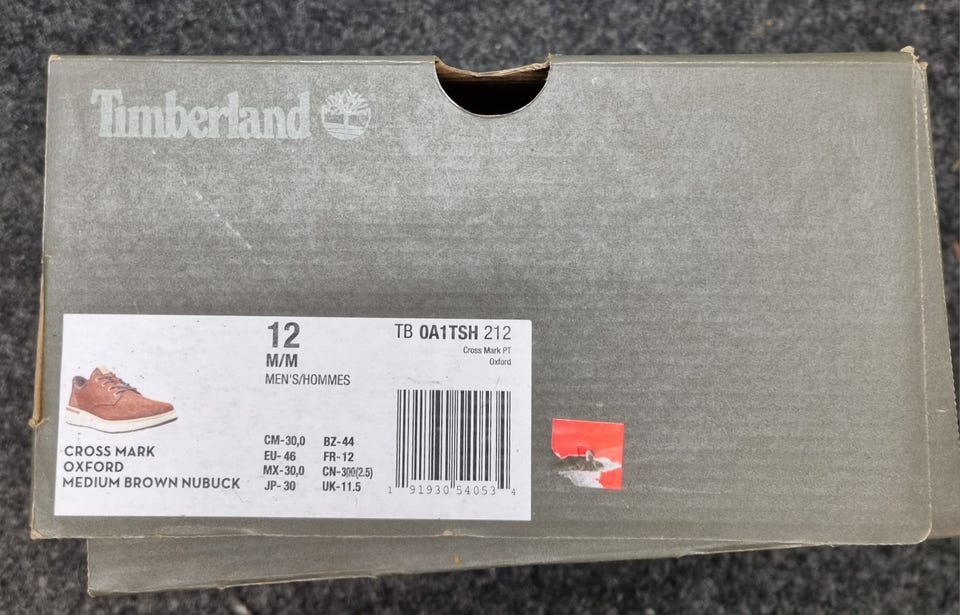 Timberland
12
M/M
MEN'S/HOMMES
TB 0A1TSH 212
Cross Mark PT
Oxford
CROSS MARK
OXFORD
MEDIUM BROWN NUBUCK
CM-30,0 BZ-44
EU- 46 FR-12
MX-30,0 CN-300(2.5)
JP- 30 UK-11.5
1 91930 54053 4